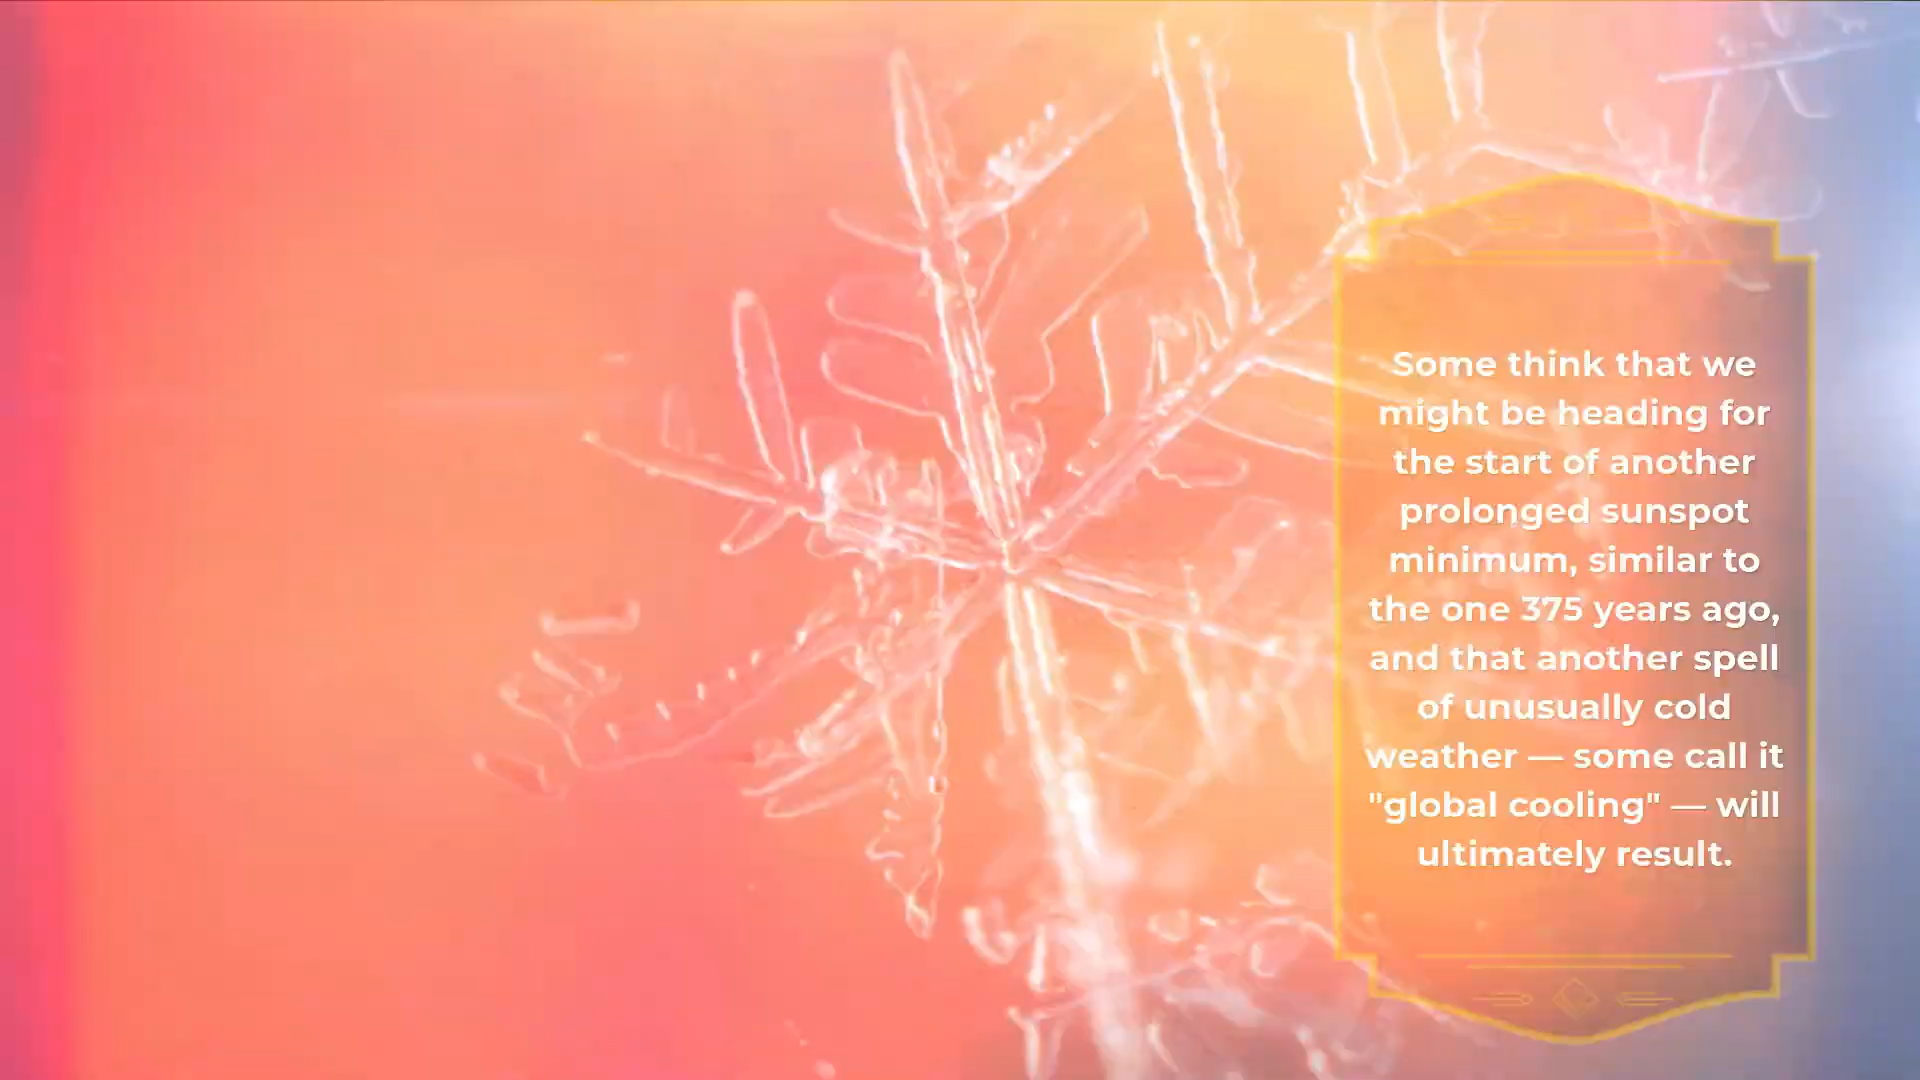 Some think that we
might be heading for
the start of another
prolonged sunspot
minimum, similar to
the one 375 years ago,
and that another spell
of unusually cold
weather — some call it
"global cooling" — will
ultimately result.